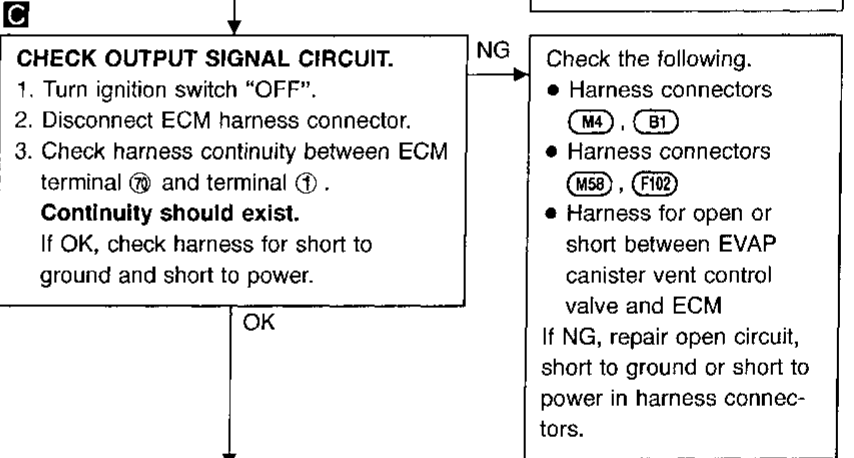 C
CHECK OUTPUT SIGNAL CIRCUIT.
1. Turn ignition switch “OFF”.
2. Disconnect ECM harness connector.
3. Check harness continuity between ECM
terminal ⑩ and terminal ① .
Continuity should exist.
If OK, check harness for short to
ground and short to power.
OK
NG
Check the following.
● Harness connectors
M4 , B1
● Harness connectors
M58 , F102
● Harness for open or
short between EVAP
canister vent control
valve and ECM
If NG, repair open circuit,
short to ground or short to
power in harness connec-
tors.